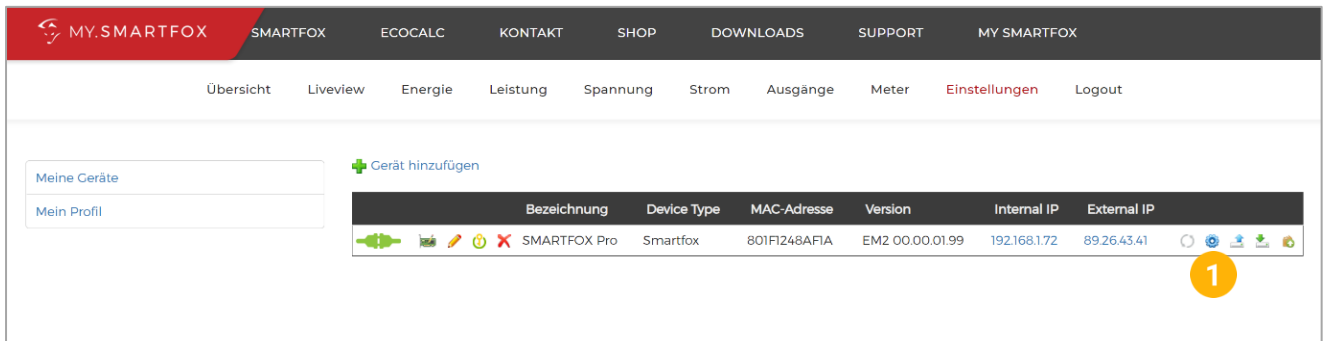 MY.SMARTFOX SMARTFOX ECOCALC KONTAKT SHOP DOWNLOADS SUPPORT MY SMARTFOX
Übersicht Liveview Energie Leistung Spannung Strom Ausgänge Meter Einstellungen Logout
Gerät hinzufügen
Meine Geräte
Mein Profil
Bezeichnung Device Type MAC-Adresse Version Internal IP External IP
SMARTFOX Pro Smartfox 801F1248AF1A EM2 00.00.01.99 192.168.1.72 89.26.43.41
1